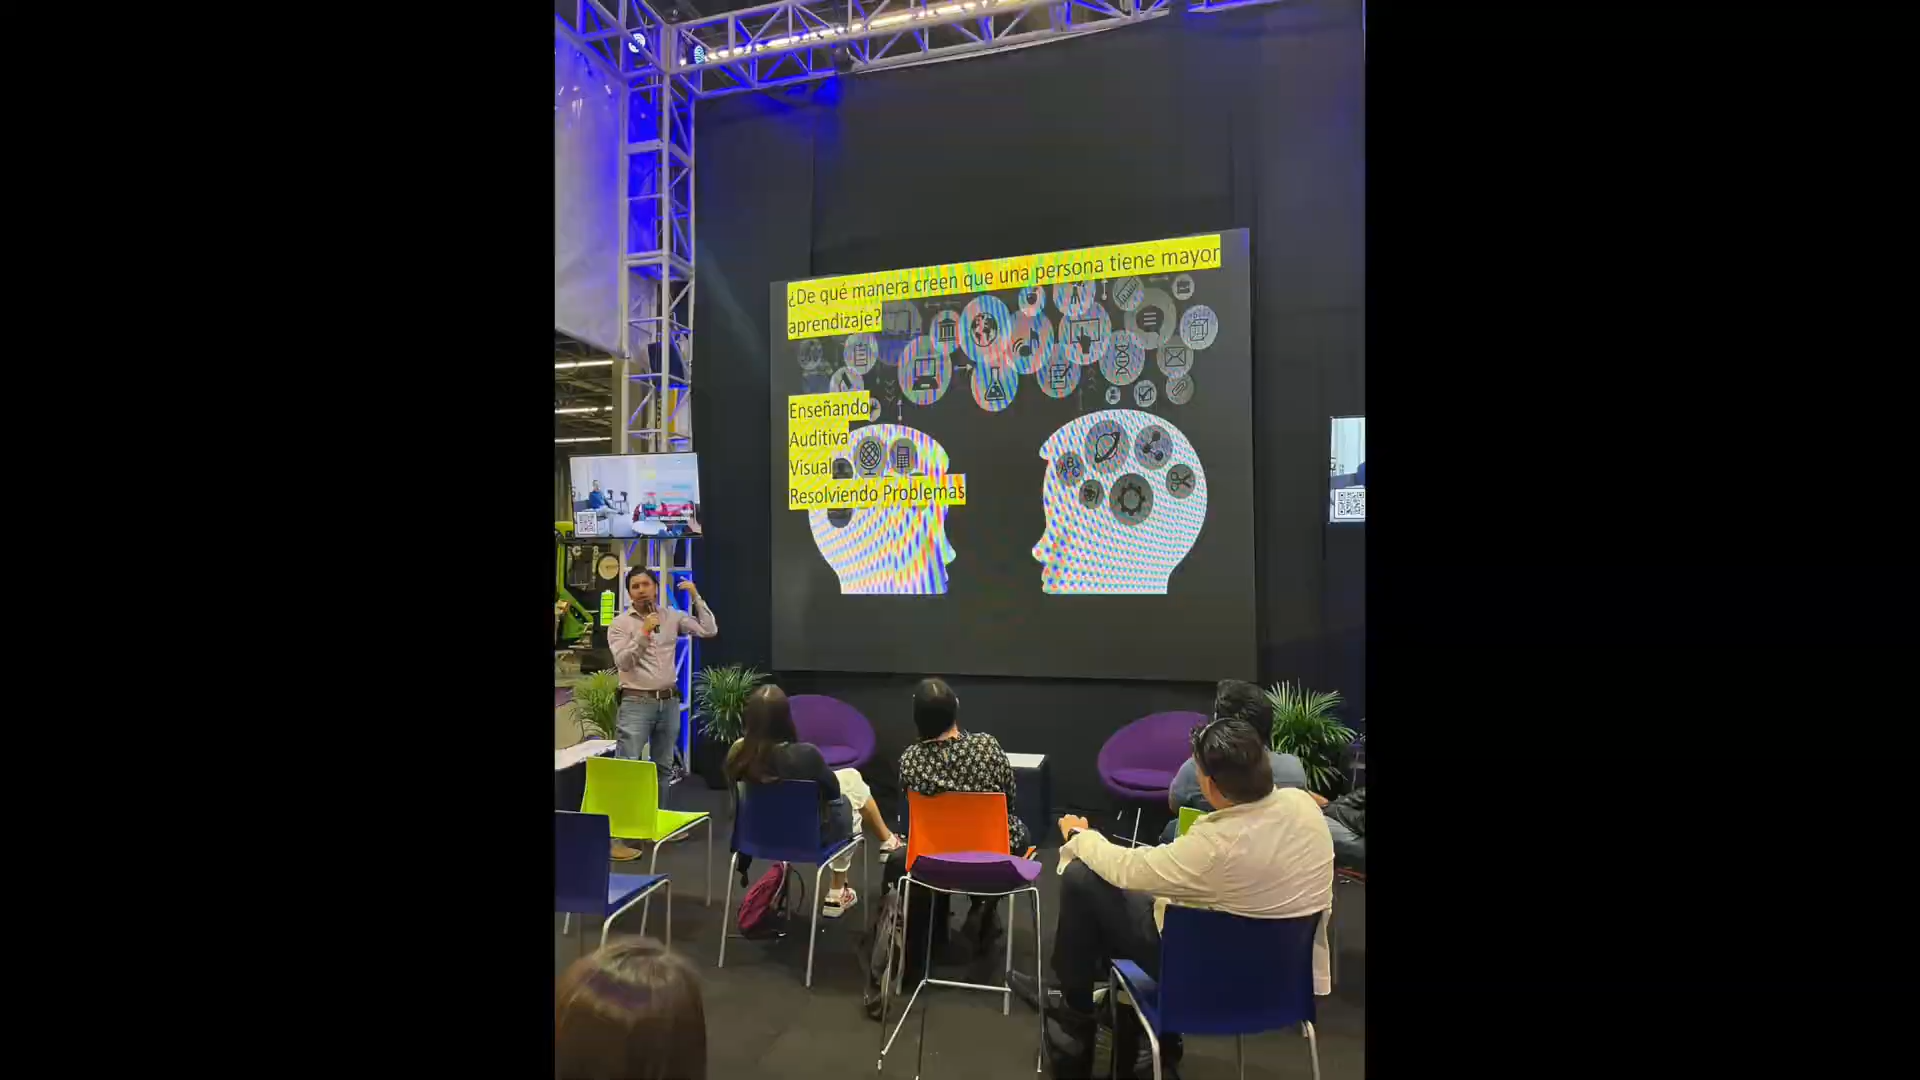 ¿De qué manera creen que una persona tiene mayor
aprendizaje?
Enseñando
Auditiva
Visual
Resolviendo Problemas